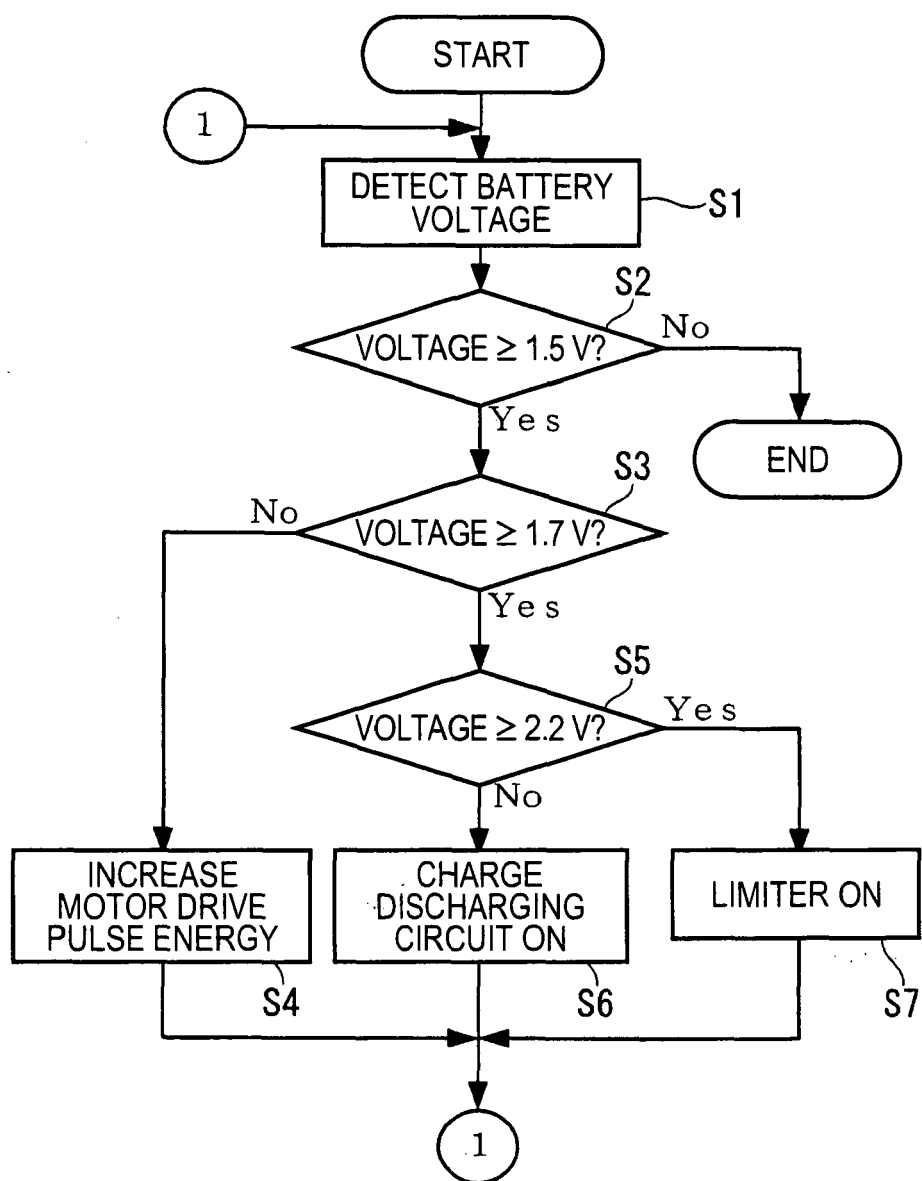 START
1
DETECT BATTERY
VOLTAGE
S1
S2
VOLTAGE ≥ 1.5 V?
No
Yes
END
S3
No
VOLTAGE ≥ 1.7 V?
Yes
S5
VOLTAGE ≥ 2.2 V?
Yes
No
INCREASE
MOTOR DRIVE
PULSE ENERGY
S4
CHARGE
DISCHARGING
CIRCUIT ON
S6
LIMITER ON
S7
1